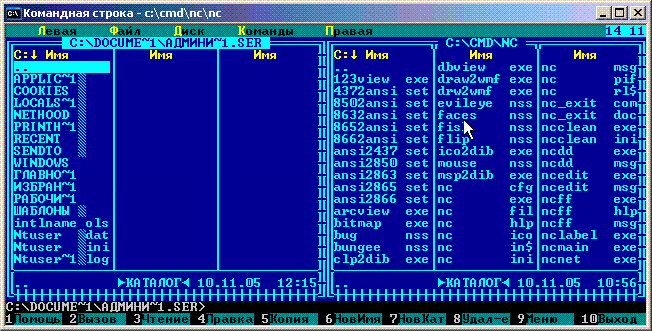 Командная строка - c:\cmd\nc\nc
Левая Файл Диск Команды Правая 14 11
C:\DOCUME~1\АДМИНИ~1.SER C:\CMD\NC
C:↓ Имя Имя Имя C:↓ Имя Имя Имя
.. .. dbview exe nc msg
APPLIC~1 123view exe draw2wmf exe nc pif
COOKIES 4372ansi set drw2wmf exe nc rl$
LOCALS~1 8502ansi set evileye nss nc_exit com
NETHOOD 8632ansi set faces nss nc_exit doc
PRINTH~1 8652ansi set fis nss ncclean exe
RECENT 8662ansi set flip nss ncclean ini
SENDTO ansi2437 set ico2dib exe ncdd exe
WINDOWS ansi2850 set mouse nss ncdd msg
ГЛАВНО~1 ansi2863 set msp2dib exe ncedit exe
ИЗБРАН~1 ansi2865 set nc cfg ncedit msg
РАБОЧИ~1 ansi2866 set nc exe ncff exe
ШАБЛОНЫ arcview exe nc fil ncff hlp
intlname ols bitmap exe nc hlp ncff msg
Ntuser dat bug nss nc ico nclabel exe
Ntuser ini bungee nss nc in$ ncmain exe
Ntuser~1 log clp2dib exe nc ini ncnet exe
.. ►КАТАЛОГ◄ 10.11.05 12:15 .. ►КАТАЛОГ◄ 10.11.05 10:56
C:\DOCUME~1\АДМИНИ~1.SER>
1Помощь 2Вызов 3Чтение 4Правка 5Копия 6НовИмя 7НовКат 8Удал-е 9Меню 10Выход